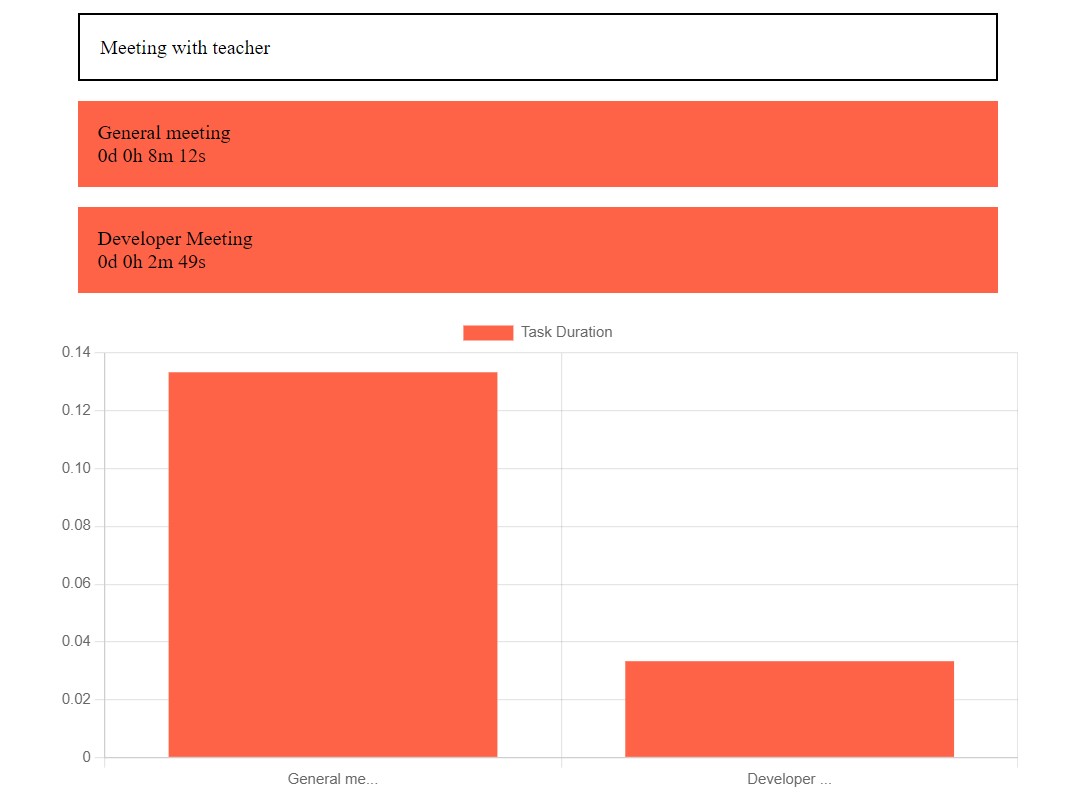 Meeting with teacher
General meeting
0d 0h 8m 12s
Developer Meeting
0d 0h 2m 49s
Task Duration
0.14
0.12
0.10
0.08
0.06
0.04
0.02
0
General me...
Developer ...